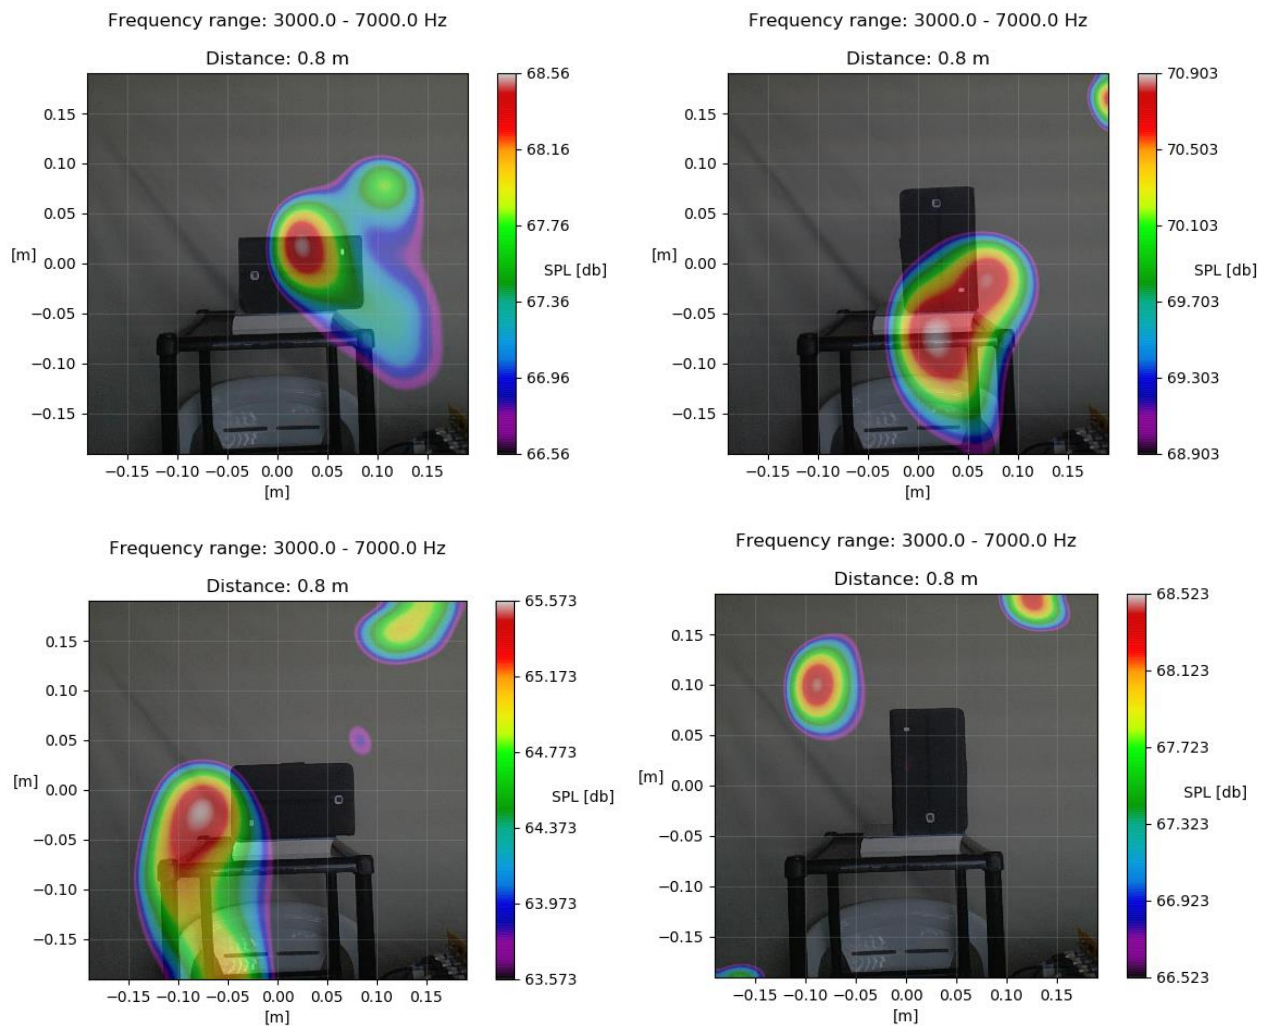 Frequency range: 3000.0 - 7000.0 Hz
Distance: 0.8 m
0.15
0.10
0.05
[m] 0.00
−0.05
−0.10
−0.15
−0.15 −0.10 −0.05 0.00 0.05 0.10 0.15
[m]
68.56
68.16
67.76
SPL [db]
67.36
66.96
66.56
Frequency range: 3000.0 - 7000.0 Hz
Distance: 0.8 m
0.15
0.10
0.05
[m] 0.00
−0.05
−0.10
−0.15
−0.15 −0.10 −0.05 0.00 0.05 0.10 0.15
[m]
70.903
70.503
70.103
SPL [db]
69.703
69.303
68.903
Frequency range: 3000.0 - 7000.0 Hz
Distance: 0.8 m
0.15
0.10
0.05
[m] 0.00
−0.05
−0.10
−0.15
−0.15 −0.10 −0.05 0.00 0.05 0.10 0.15
[m]
65.573
65.173
64.773
SPL [db]
64.373
63.973
63.573
Frequency range: 3000.0 - 7000.0 Hz
Distance: 0.8 m
0.15
0.10
0.05
[m] 0.00
−0.05
−0.10
−0.15
−0.15 −0.10 −0.05 0.00 0.05 0.10 0.15
[m]
68.523
68.123
67.723
SPL [db]
67.323
66.923
66.523